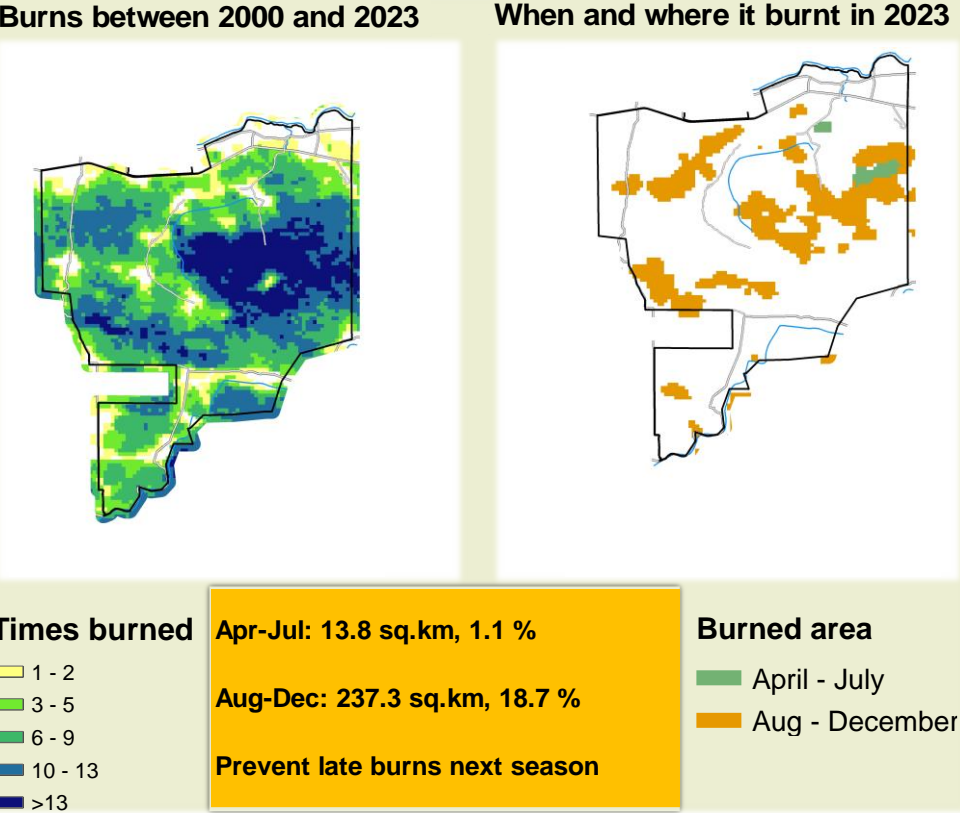 Burns between 2000 and 2023
When and where it burnt in 2023
Times burned
1 - 2
3 - 5
6 - 9
10 - 13
>13
Apr-Jul: 13.8 sq.km, 1.1 %
Aug-Dec: 237.3 sq.km, 18.7 %
Prevent late burns next season
Burned area
April - July
Aug - December